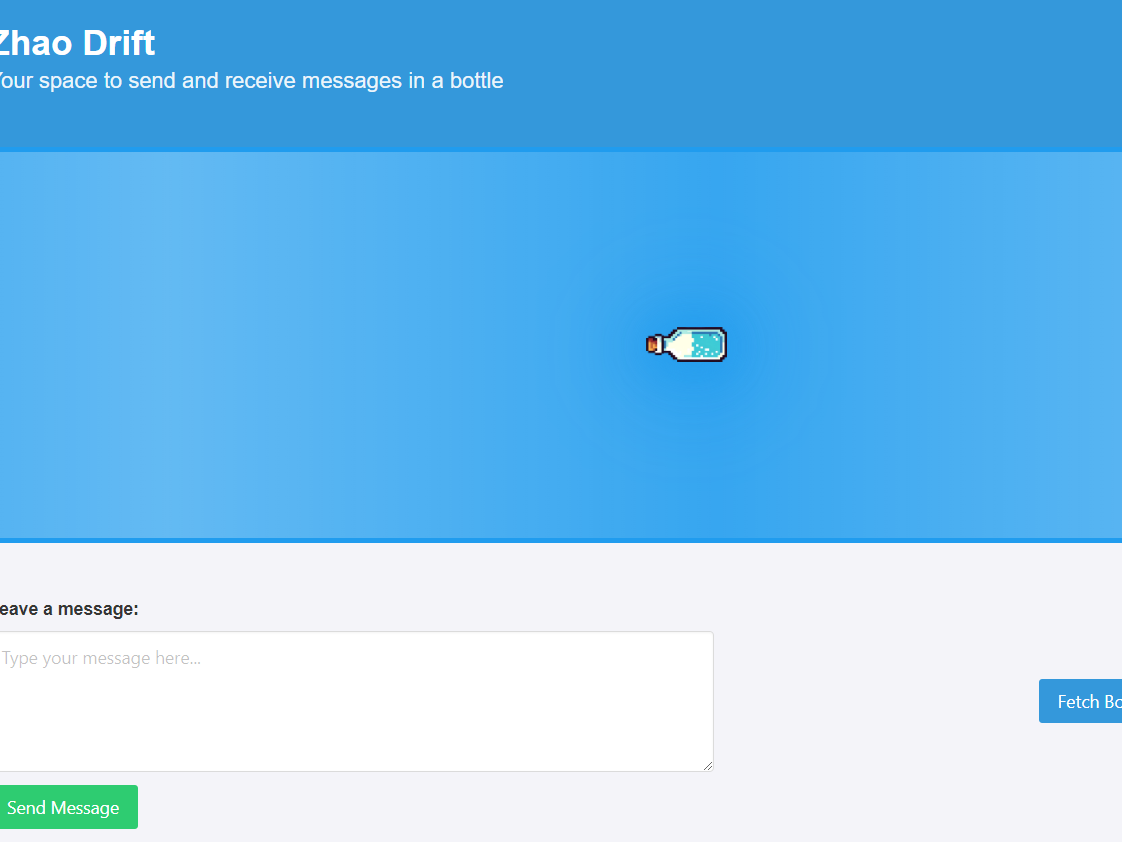 Zhao Drift
Your space to send and receive messages in a bottle
eave a message:
Type your message here...
Fetch Bo
Send Message